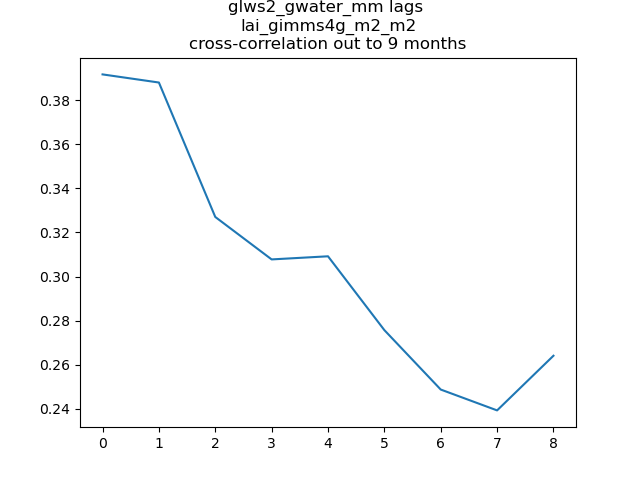 glws2_gwater_mm lags
lai_gimms4g_m2_m2
cross-correlation out to 9 months
0.38
0.36
0.34
0.32
0.30
0.28
0.26
0.24
0 1 2 3 4 5 6 7 8